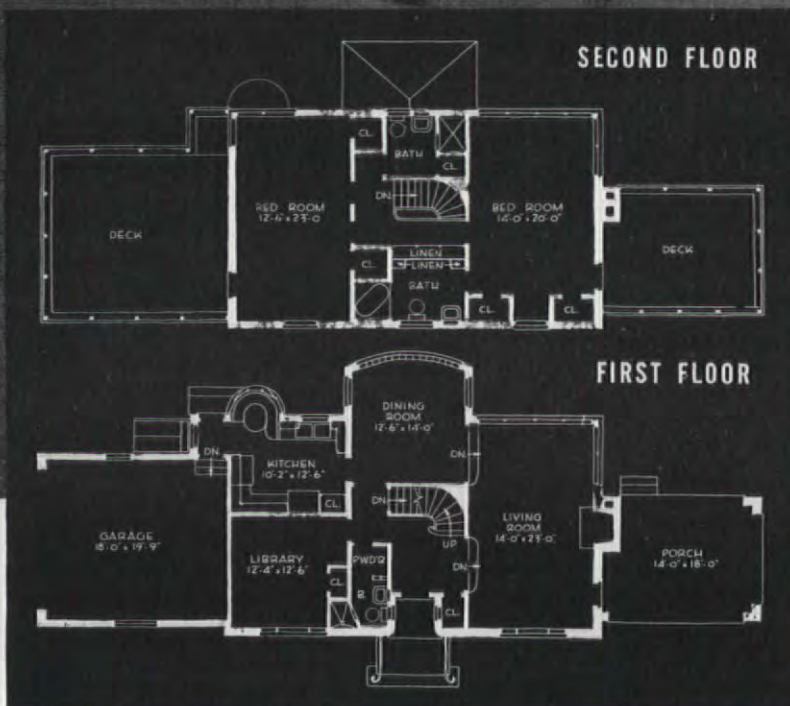 SECOND FLOOR
CL.
BATH
CL.
DN
BED ROOM
12'-6" x 23'-0
BED ROOM
14'-0" x 20'-0"
DECK
DECK
CL.
LINEN
LINEN
BATH
CL.
CL.
FIRST FLOOR
DINING
ROOM
12'-6" x 14'-0"
DN
KITCHEN
10'-2" x 12'-6"
DN
DN
CL.
UP
GARAGE
18'-0" x 19'-9"
LIBRARY
12'-4" x 12'-6"
PWD'R
R.
CL.
DN
LIVING
ROOM
14'-0" x 23'-0"
PORCH
14'-0" x 18'-0"
CL.